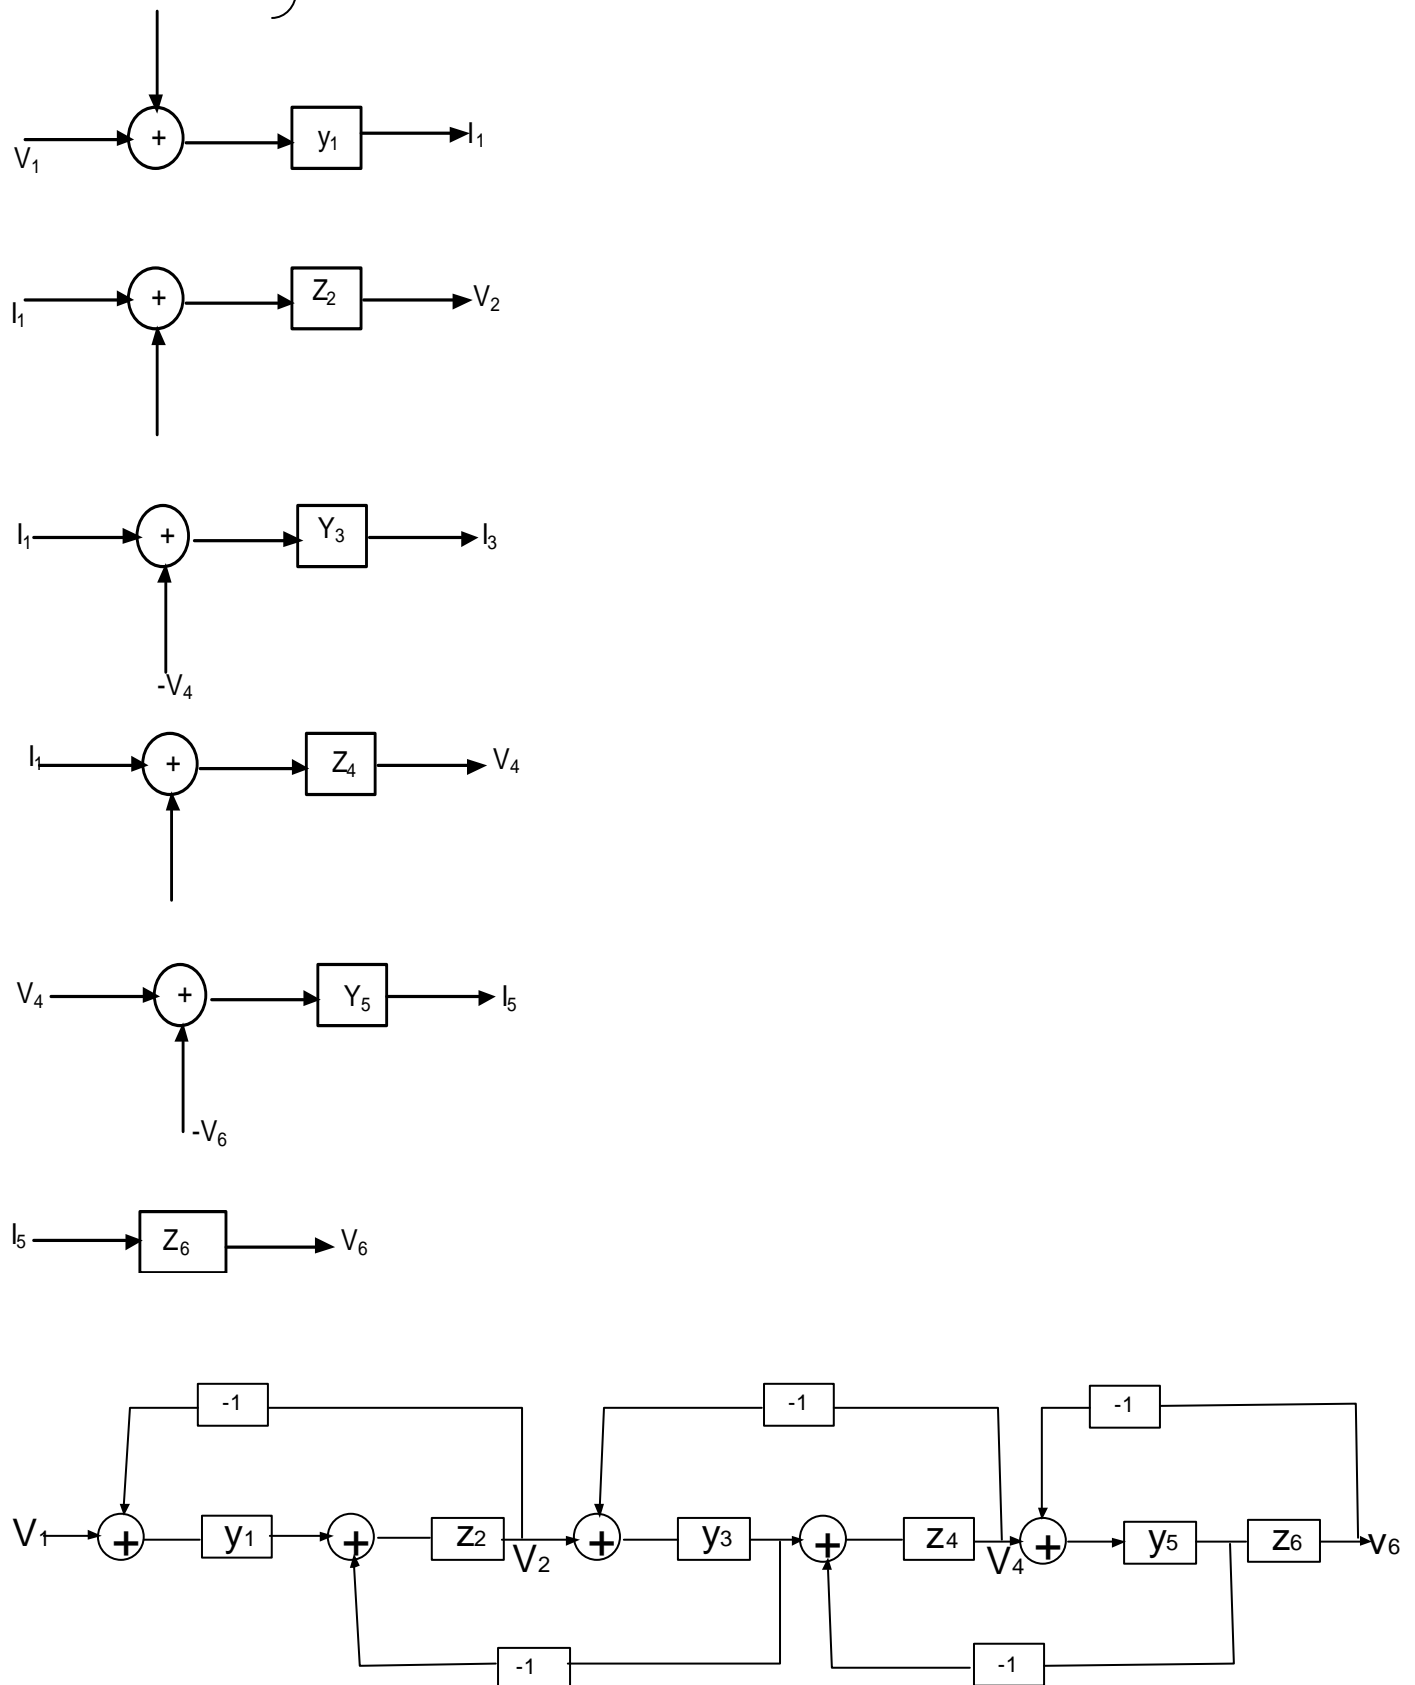 + y₁ I₁
V₁
+ Z₂ V₂
I₁
I₁ + Y₃ I₃
-V₄
I₁ + Z₄ V₄
V₄ + Y₅ I₅
-V₆
I₅ Z₆ V₆
-1 -1 -1
V₁ + y₁ + z₂ V₂ + y₃ + z₄ V₄ + y₅ z₆ v₆
-1 -1